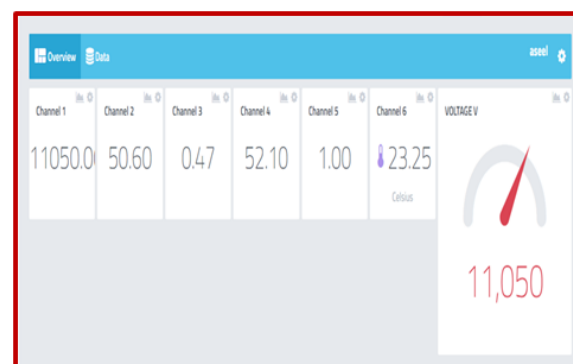 Overview Data aseel
Channel 1 Channel 2 Channel 3 Channel 4 Channel 5 Channel 6 VOLTAGE V
11050.0 50.60 0.47 52.10 1.00 23.25
Celsius
11,050